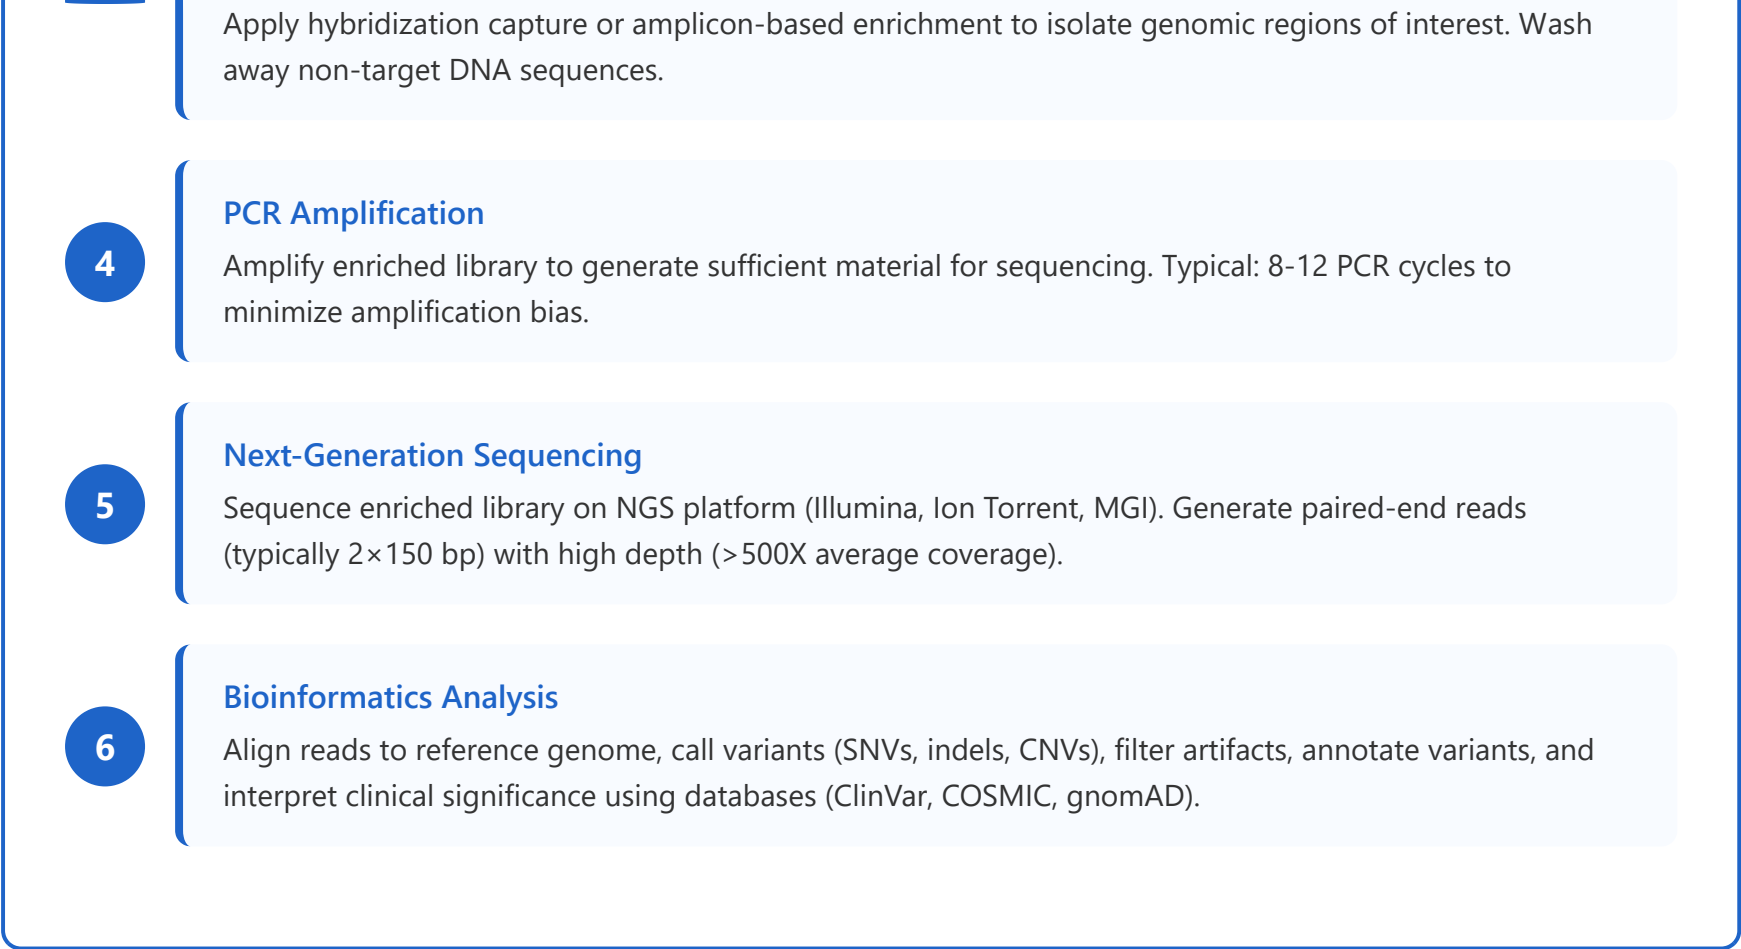 Apply hybridization capture or amplicon-based enrichment to isolate genomic regions of interest. Wash
away non-target DNA sequences.
4
PCR Amplification
Amplify enriched library to generate sufficient material for sequencing. Typical: 8-12 PCR cycles to
minimize amplification bias.
5
Next-Generation Sequencing
Sequence enriched library on NGS platform (Illumina, Ion Torrent, MGI). Generate paired-end reads
(typically 2×150 bp) with high depth (>500X average coverage).
6
Bioinformatics Analysis
Align reads to reference genome, call variants (SNVs, indels, CNVs), filter artifacts, annotate variants, and
interpret clinical significance using databases (ClinVar, COSMIC, gnomAD).